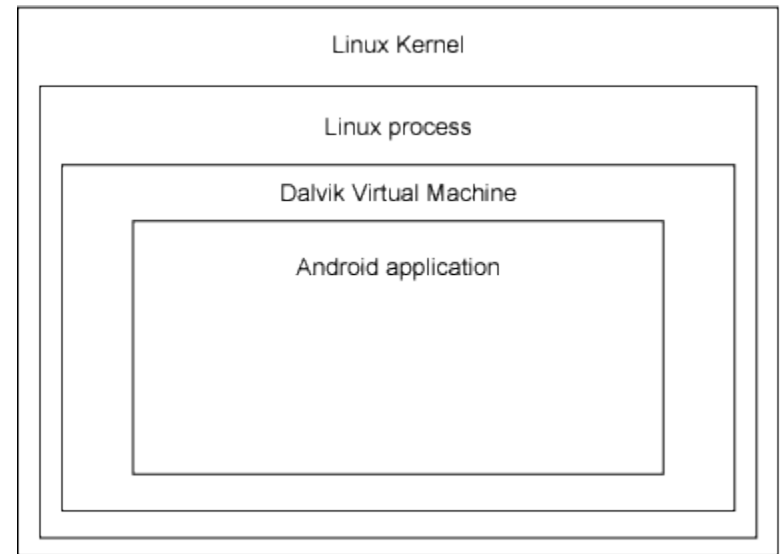 Linux Kernel
Linux process
Dalvik Virtual Machine
Android application